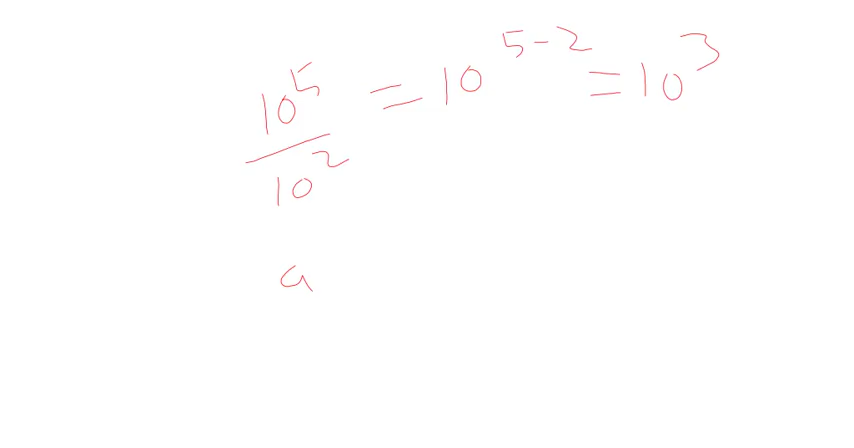 10^5/10^2 = 10^(5-2) = 10^3
a